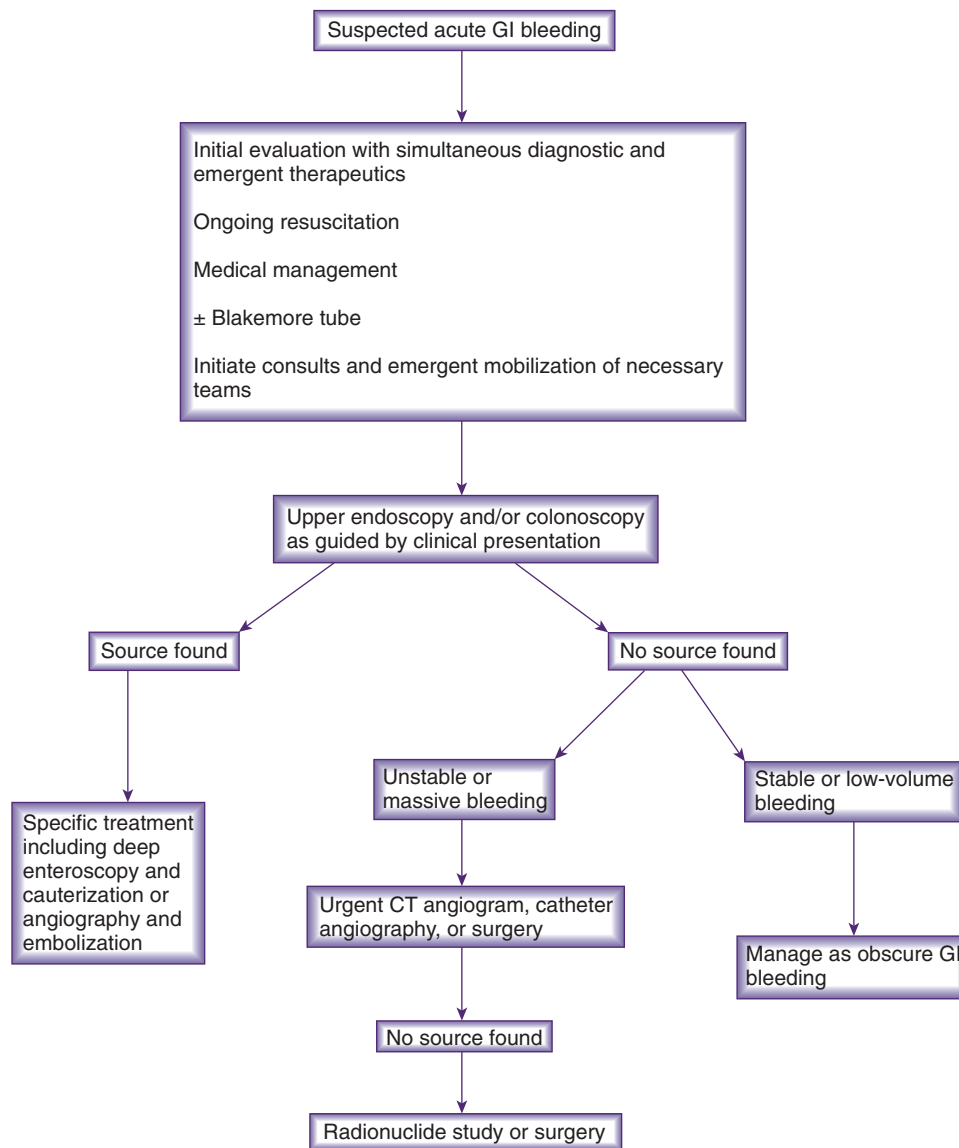 Suspected acute GI bleeding
Initial evaluation with simultaneous diagnostic and
emergent therapeutics
Ongoing resuscitation
Medical management
± Blakemore tube
Initiate consults and emergent mobilization of necessary
teams
Upper endoscopy and/or colonoscopy
as guided by clinical presentation
Source found
No source found
Specific treatment
including deep
enteroscopy and
cauterization or
angiography and
embolization
Unstable or
massive bleeding
Stable or low-volume
bleeding
Urgent CT angiogram, catheter
angiography, or surgery
Manage as obscure GI
bleeding
No source found
Radionuclide study or surgery